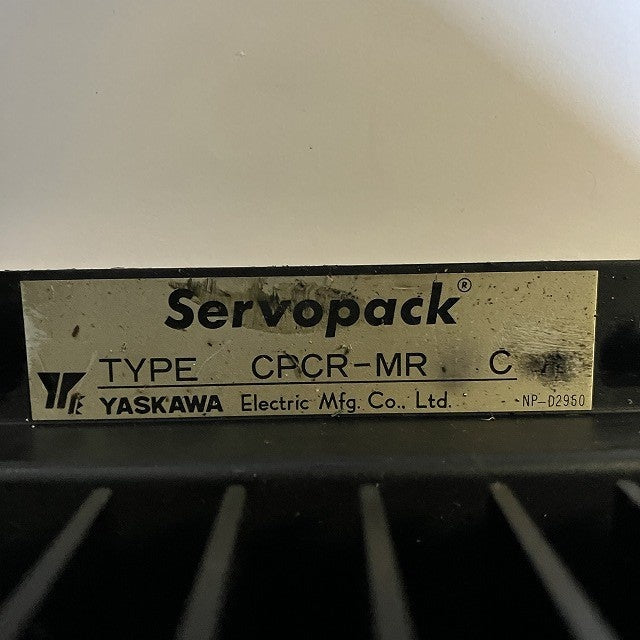 Servopack®
TYPE CPCR-MR C
YASKAWA Electric Mfg. Co., Ltd. NP-D2950